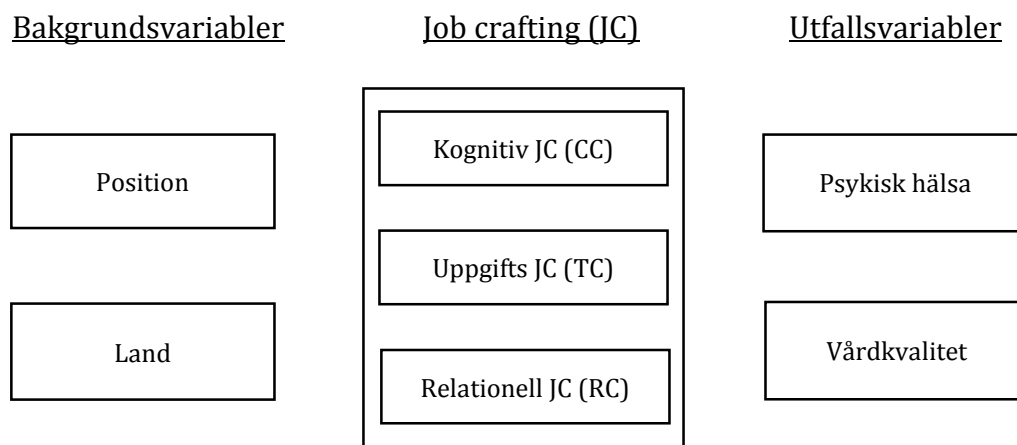 Bakgrundsvariabler
Job crafting (JC)
Utfallsvariabler
Position
Land
Kognitiv JC (CC)
Uppgifts JC (TC)
Relationell JC (RC)
Psykisk hälsa
Vårdkvalitet